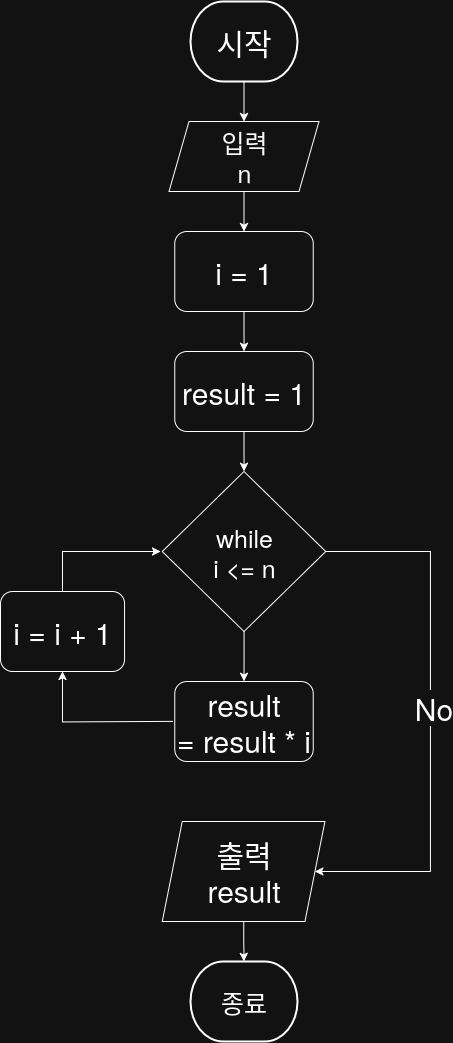 시작
입력
n
i = 1
result = 1
while
i <= n
i = i + 1
result
= result * i
No
출력
result
종료